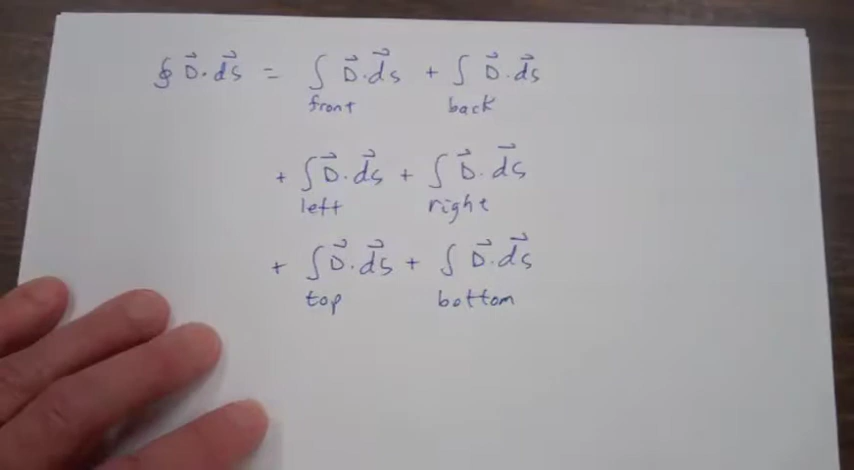 ∮ D⃗·ds⃗ = ∫ D⃗·ds⃗ + ∫ D⃗·ds⃗
front back
+ ∫ D⃗·ds⃗ + ∫ D⃗·ds⃗
left right
+ ∫ D⃗·ds⃗ + ∫ D⃗·ds⃗
top bottom